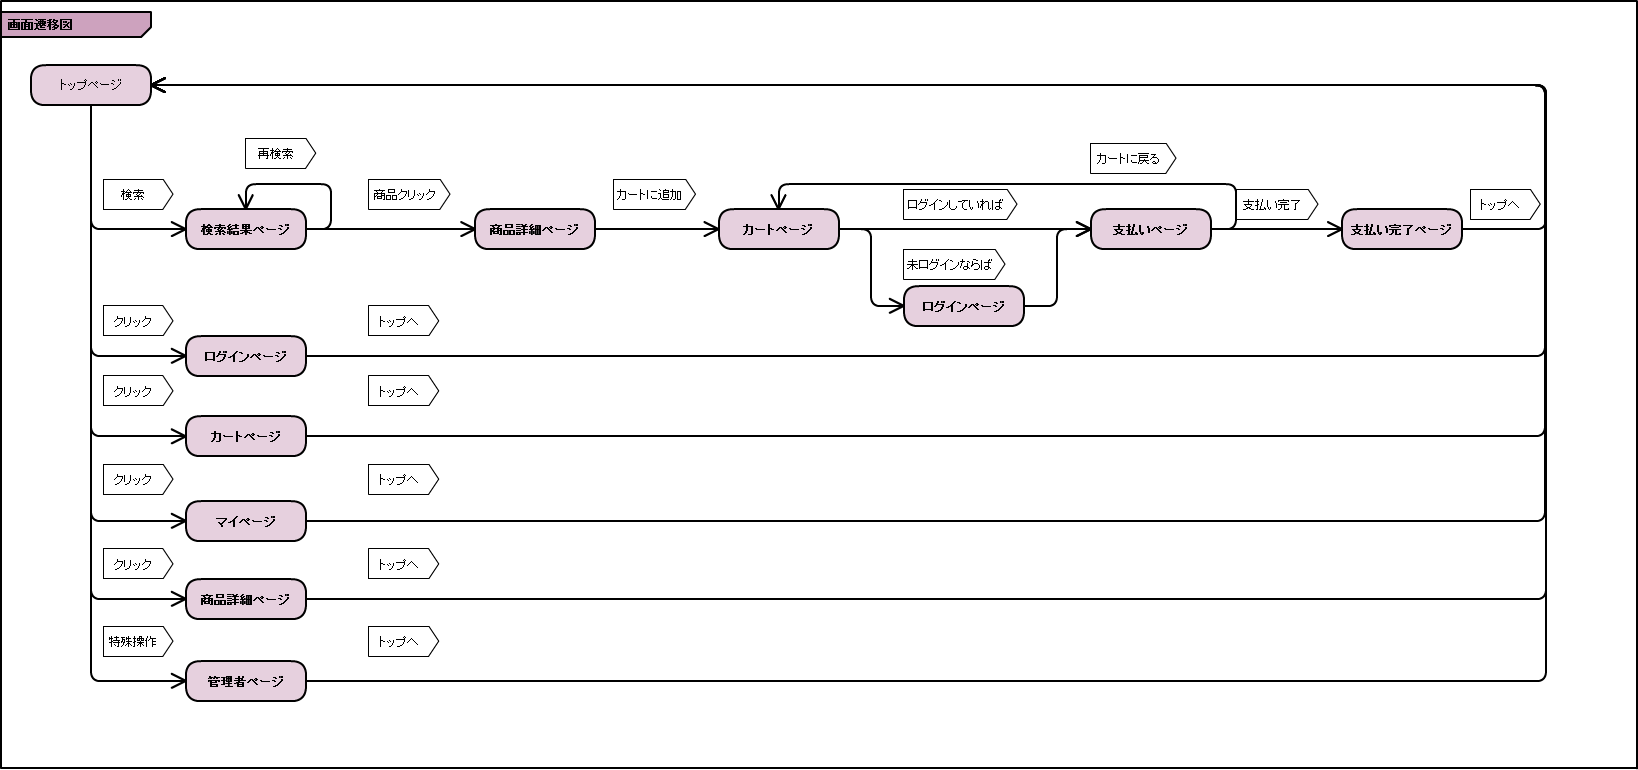 画面遷移図
トップページ
再検索
カートに戻る
検索
商品クリック
カートに追加
ログインしていれば
支払い完了
トップへ
検索結果ページ
商品詳細ページ
カートページ
支払いページ
支払い完了ページ
未ログインならば
ログインページ
クリック
トップへ
ログインページ
クリック
トップへ
カートページ
クリック
トップへ
マイページ
クリック
トップへ
商品詳細ページ
特殊操作
トップへ
管理者ページ